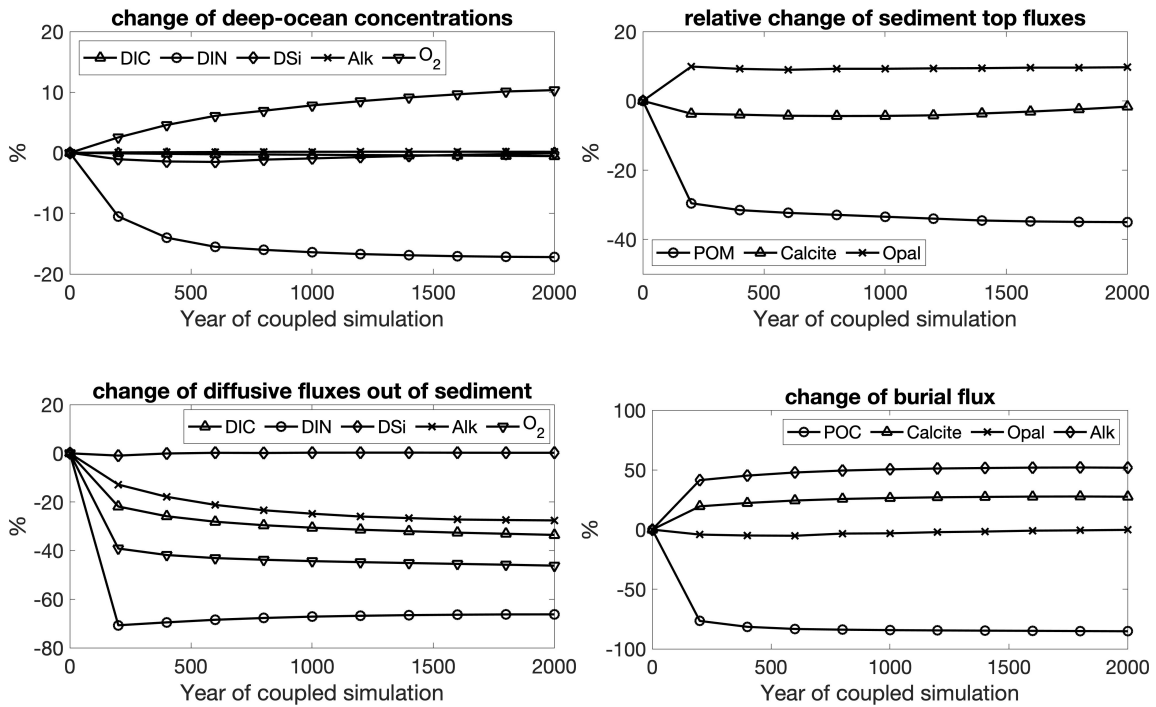 change of deep-ocean concentrations
DIC DIN DSi Alk O2
20
10
0
-10
-20
%
0 500 1000 1500 2000
Year of coupled simulation
relative change of sediment top fluxes
20
0
-20
-40
%
POM Calcite Opal
0 500 1000 1500 2000
Year of coupled simulation
change of diffusive fluxes out of sediment
DIC DIN DSi Alk O2
20
0
-20
-40
-60
-80
%
0 500 1000 1500 2000
Year of coupled simulation
change of burial flux
POC Calcite Opal Alk
100
50
0
-50
-100
%
0 500 1000 1500 2000
Year of coupled simulation